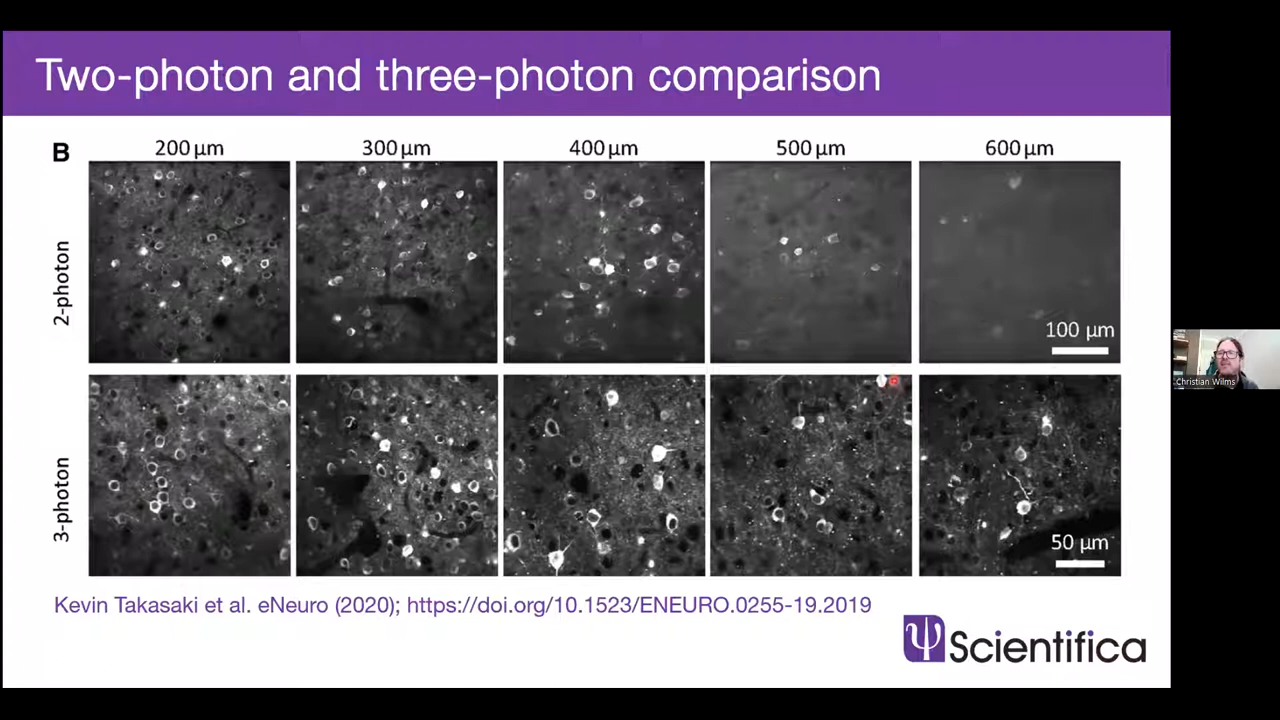 Two-photon and three-photon comparison
B
200 µm 300 µm 400 µm 500 µm 600 µm
2-photon
100 µm
3-photon
50 µm
Kevin Takasaki et al. eNeuro (2020); https://doi.org/10.1523/ENEURO.0255-19.2019
ψ Scientifica
Christian Wilms